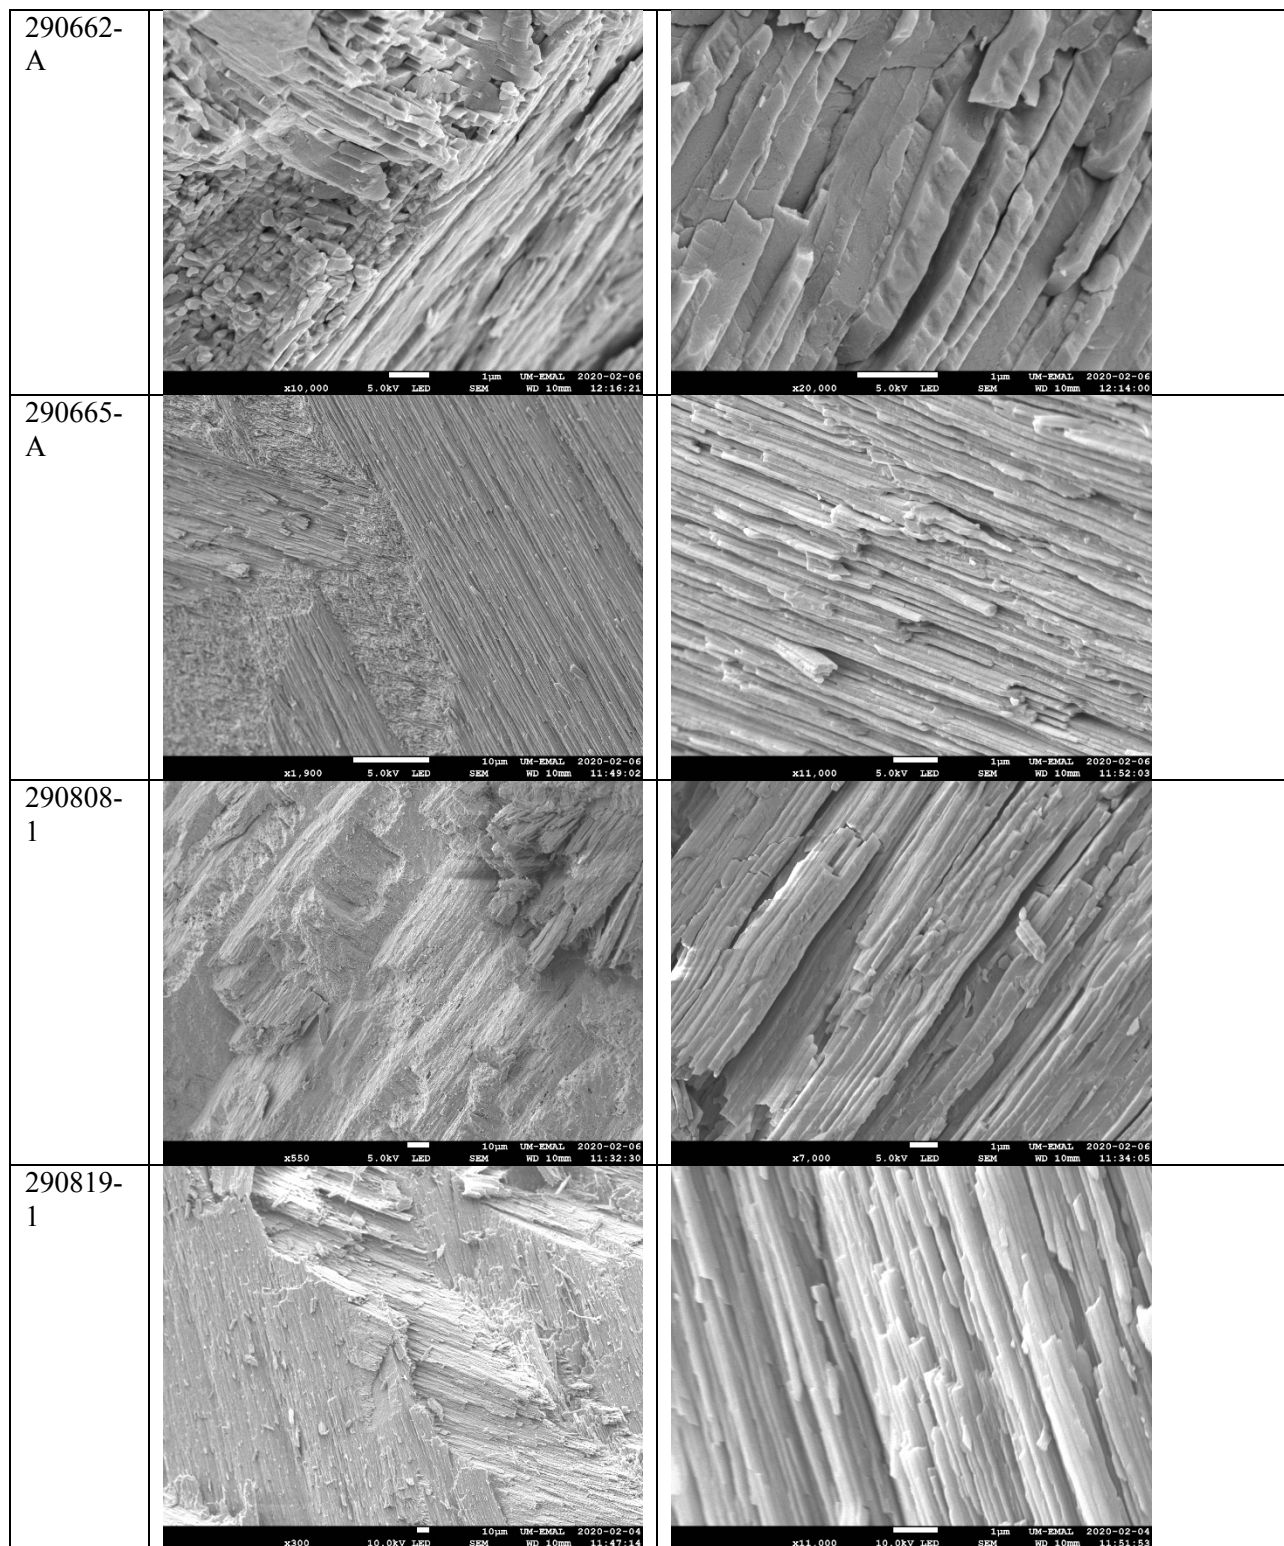 290662-
A
1μm UM-EMAL 2020-02-06
x10,000 5.0kV LED SEM WD 10mm 12:16:21
1μm UM-EMAL 2020-02-06
x20,000 5.0kV LED SEM WD 10mm 12:14:00
290665-
A
10μm UM-EMAL 2020-02-06
x1,900 5.0kV LED SEM WD 10mm 11:49:02
1μm UM-EMAL 2020-02-06
x11,000 5.0kV LED SEM WD 10mm 11:52:03
290808-
1
10μm UM-EMAL 2020-02-06
x550 5.0kV LED SEM WD 10mm 11:32:30
1μm UM-EMAL 2020-02-06
x7,000 5.0kV LED SEM WD 10mm 11:34:05
290819-
1
10μm UM-EMAL 2020-02-04
x300 10.0kV LED SEM WD 10mm 11:47:14
1μm UM-EMAL 2020-02-04
x11,000 10.0kV LED SEM WD 10mm 11:51:53